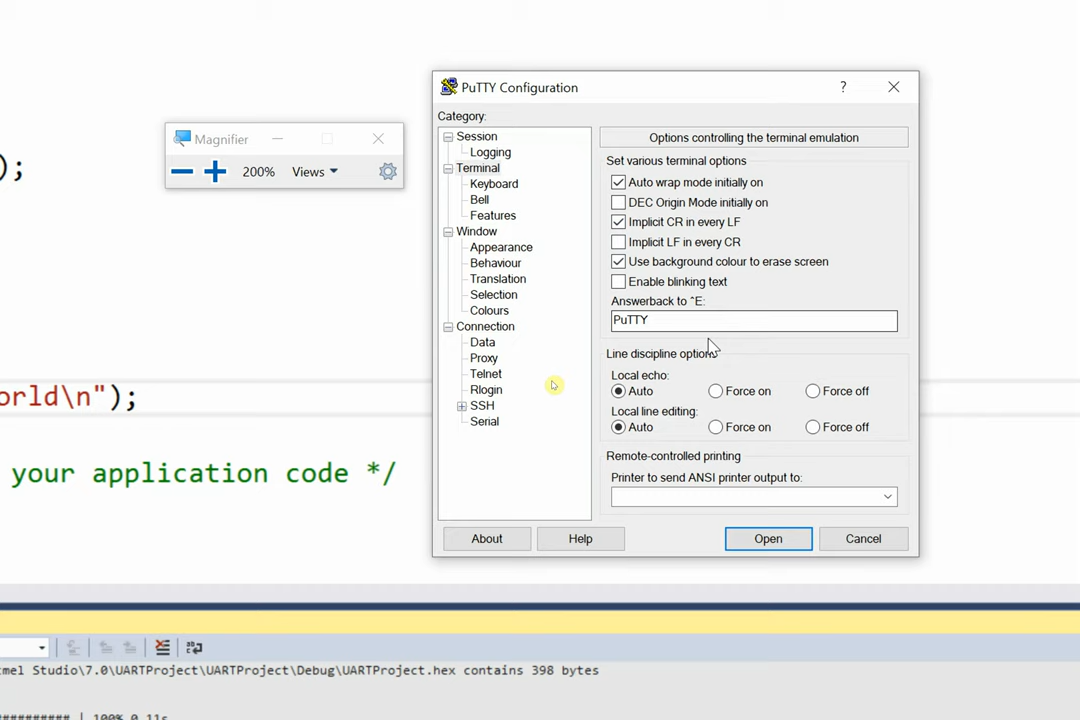 PuTTY Configuration
?
Category:
Session
Logging
Terminal
Keyboard
Bell
Features
Window
Appearance
Behaviour
Translation
Selection
Colours
Connection
Data
Proxy
Telnet
Rlogin
SSH
Serial
Options controlling the terminal emulation
Set various terminal options
Auto wrap mode initially on
DEC Origin Mode initially on
Implicit CR in every LF
Implicit LF in every CR
Use background colour to erase screen
Enable blinking text
Answerback to ^E:
PuTTY
Line discipline options
Local echo:
Auto Force on Force off
Local line editing:
Auto Force on Force off
Remote-controlled printing
Printer to send ANSI printer output to:
About Help Open Cancel
Magnifier
200% Views
);
orld\n");
your application code */
mel Studio\7.0\UARTProject\UARTProject\Debug\UARTProject.hex contains 398 bytes
########## | 100% 0.11s